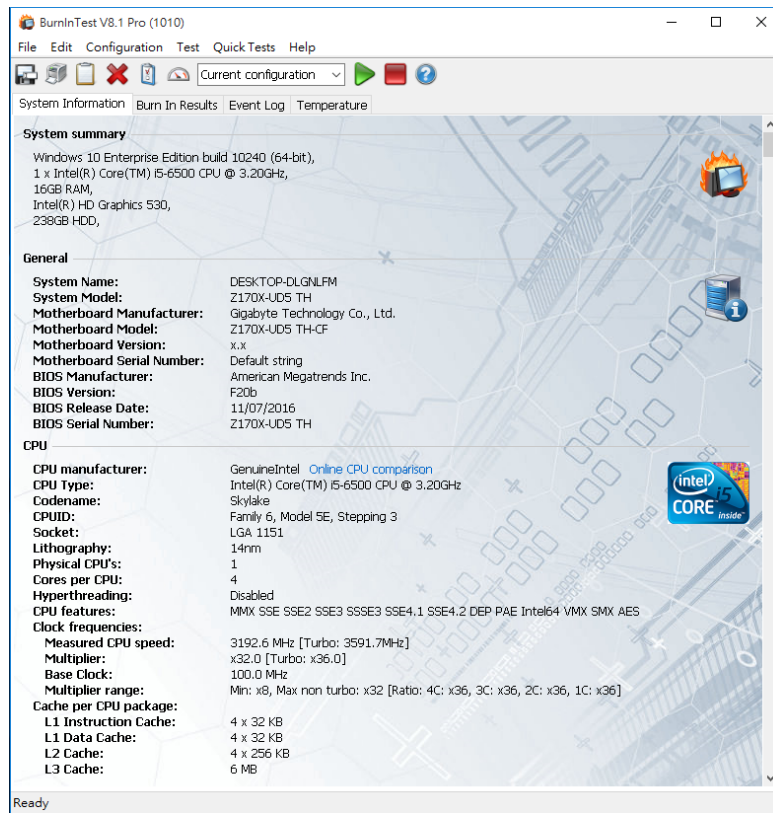 BurnInTest V8.1 Pro (1010)
File Edit Configuration Test Quick Tests Help
Current configuration
System Information Burn In Results Event Log Temperature
System summary
Windows 10 Enterprise Edition build 10240 (64-bit),
1 x Intel(R) Core(TM) i5-6500 CPU @ 3.20GHz,
16GB RAM,
Intel(R) HD Graphics 530,
238GB HDD,
General
System Name: DESKTOP-DLGNLFM
System Model: Z170X-UD5 TH
Motherboard Manufacturer: Gigabyte Technology Co., Ltd.
Motherboard Model: Z170X-UD5 TH-CF
Motherboard Version: x.x
Motherboard Serial Number: Default string
BIOS Manufacturer: American Megatrends Inc.
BIOS Version: F20b
BIOS Release Date: 11/07/2016
BIOS Serial Number: Z170X-UD5 TH
CPU
CPU manufacturer: GenuineIntel Online CPU comparison
CPU Type: Intel(R) Core(TM) i5-6500 CPU @ 3.20GHz
Codename: Skylake
CPUID: Family 6, Model 5E, Stepping 3
Socket: LGA 1151
Lithography: 14nm
Physical CPU's: 1
Cores per CPU: 4
Hyperthreading: Disabled
CPU features: MMX SSE SSE2 SSE3 SSSE3 SSE4.1 SSE4.2 DEP PAE Intel64 VMX SMX AES
Clock frequencies:
Measured CPU speed: 3192.6 MHz [Turbo: 3591.7MHz]
Multiplier: x32.0 [Turbo: x36.0]
Base Clock: 100.0 MHz
Multiplier range: Min: x8, Max non turbo: x32 [Ratio: 4C: x36, 3C: x36, 2C: x36, 1C: x36]
Cache per CPU package:
L1 Instruction Cache: 4 x 32 KB
L1 Data Cache: 4 x 32 KB
L2 Cache: 4 x 256 KB
L3 Cache: 6 MB
intel i5
CORE inside™
Ready